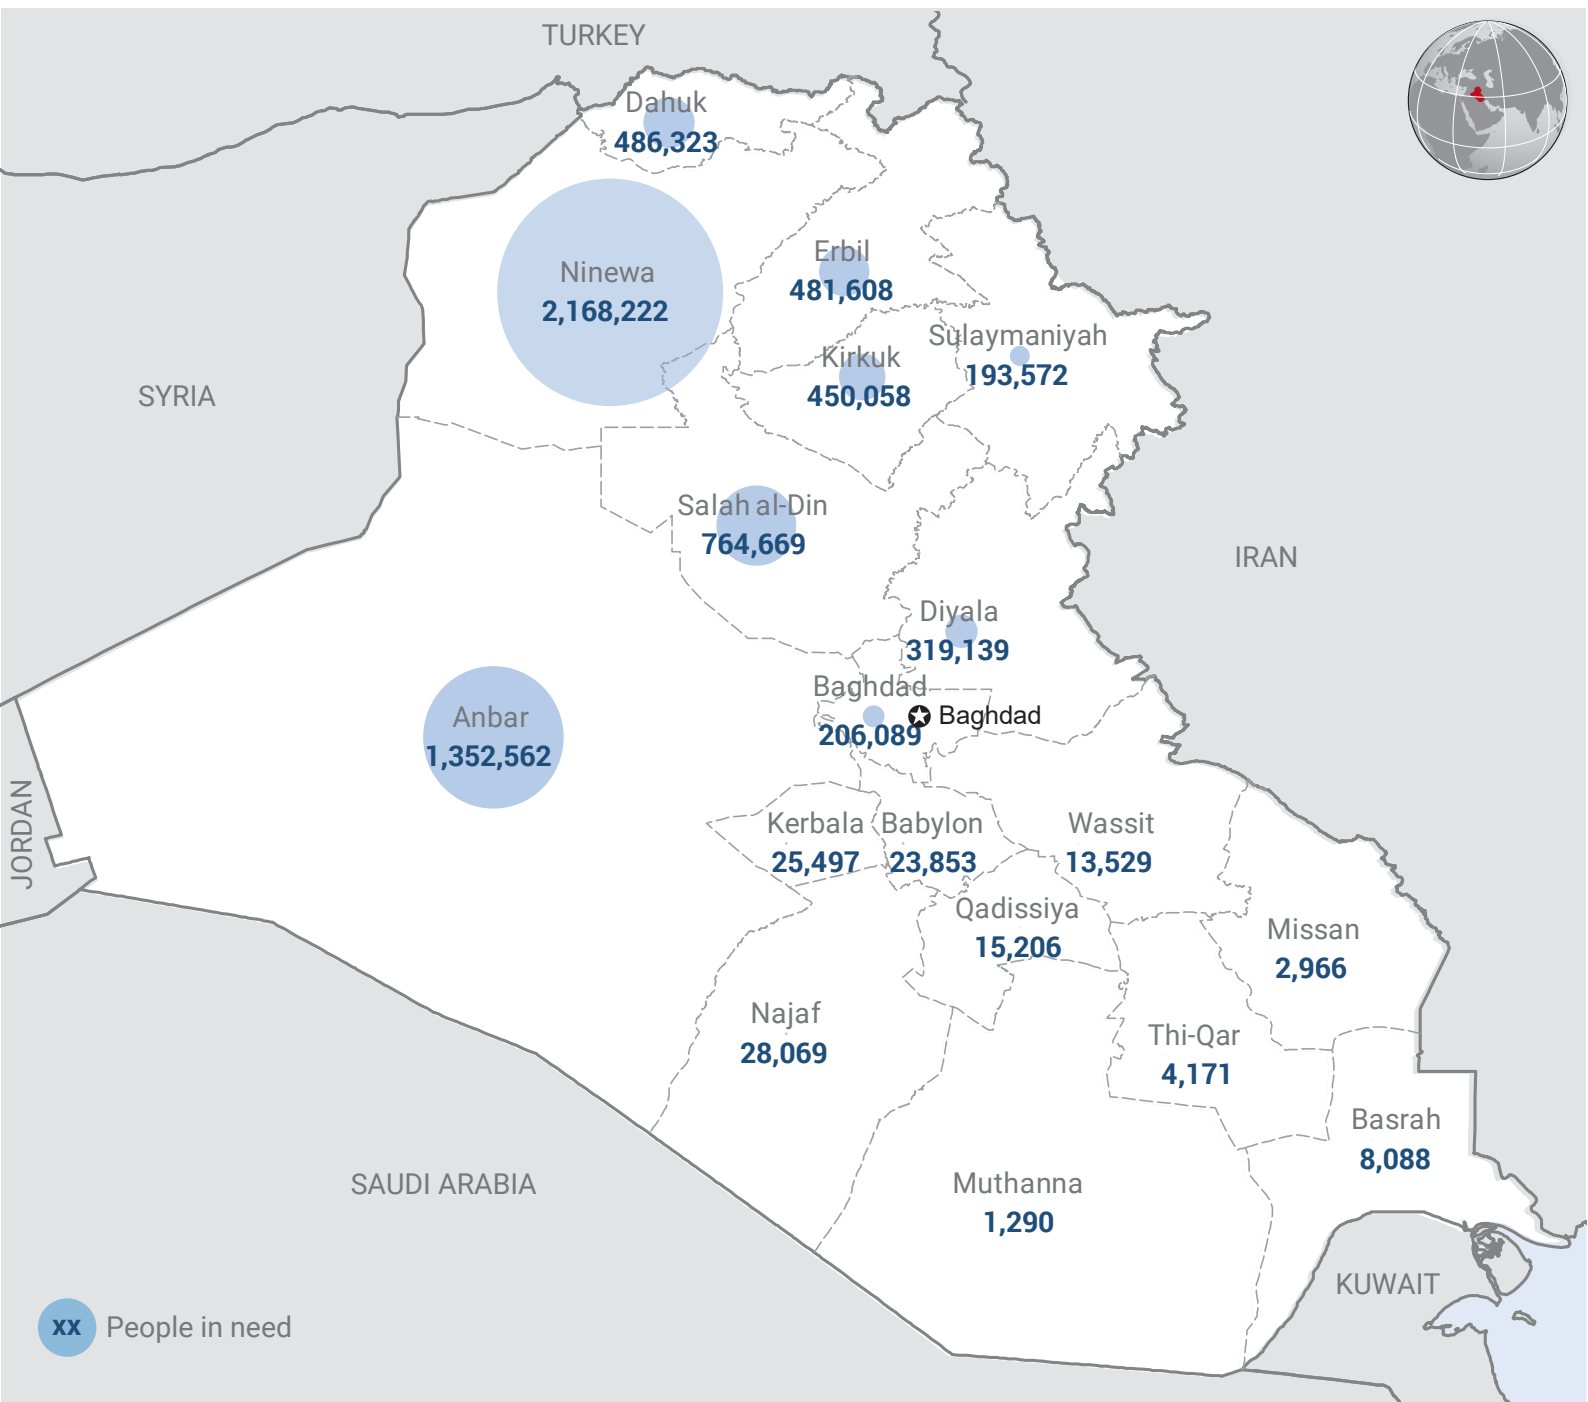 TURKEY
Dahuk
486,323
Ninewa
2,168,222
Erbil
481,608
Sulaymaniyah
193,572
Kirkuk
450,058
SYRIA
Salah al-Din
764,669
IRAN
Diyala
319,139
Baghdad
206,089
Baghdad
Anbar
1,352,562
JORDAN
Kerbala
25,497
Babylon
23,853
Wassit
13,529
Qadissiya
15,206
Missan
2,966
Najaf
28,069
Thi-Qar
4,171
Basrah
8,088
SAUDI ARABIA
Muthanna
1,290
KUWAIT
xx People in need